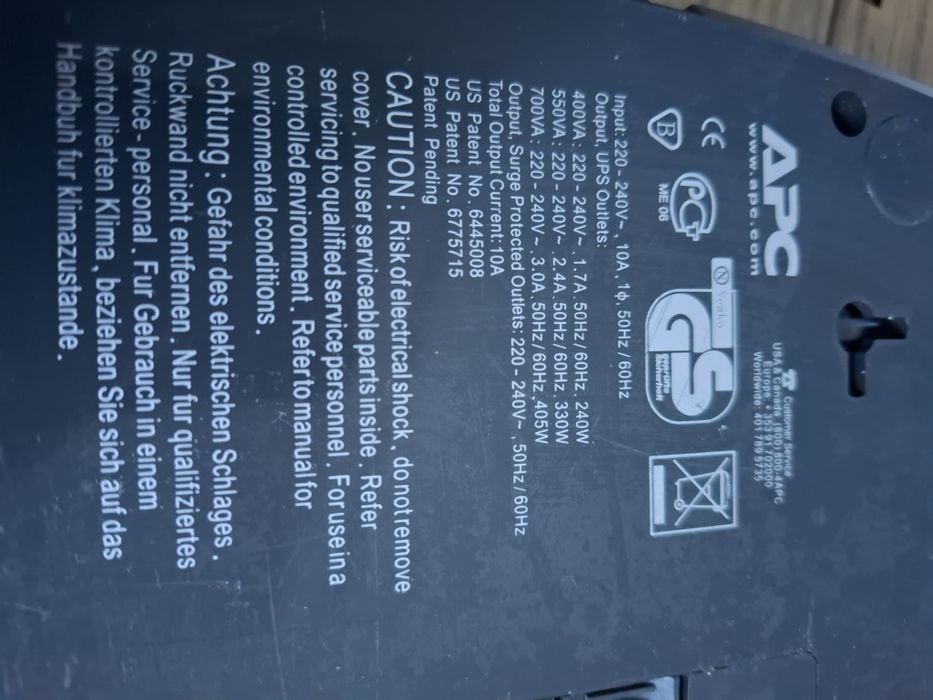 APC
www.apc.com
Customer Service
USA & Canada: (800) 800-4APC
Europe: +353 91 702000
Worldwide: 401 789 5735
CE
PC
B
ME 06
N Nemko
GS
geprüfte
Sicherheit
Input: 220 - 240V~, 10A, 1ϕ, 50Hz / 60Hz
Output, UPS Outlets:
400VA : 220 - 240V~ 1.7A, 50Hz / 60Hz, 240W
550VA : 220 - 240V~ 2.4A, 50Hz / 60Hz, 330W
700VA : 220 - 240V~ 3.0A, 50Hz / 60Hz, 405W
Output, Surge Protected Outlets: 220 - 240V~, 50Hz / 60Hz
Total Output Current:10A
US Patent No. 6445008
US Patent No. 6775715
Patent Pending
CAUTION : Risk of electrical shock , do not remove
cover. No user serviceable parts inside . Refer
servicing to qualified service personnel . For use in a
controlled environment . Refer to manual for
environmental conditions .
Achtung : Gefahr des elektrischen Schlages .
Ruckwand nicht entfernen . Nur fur qualifiziertes
Service- personal . Fur Gebrauch in einem
kontrollierten Klima, beziehen Sie sich auf das
Handbuh fur klimazustande .